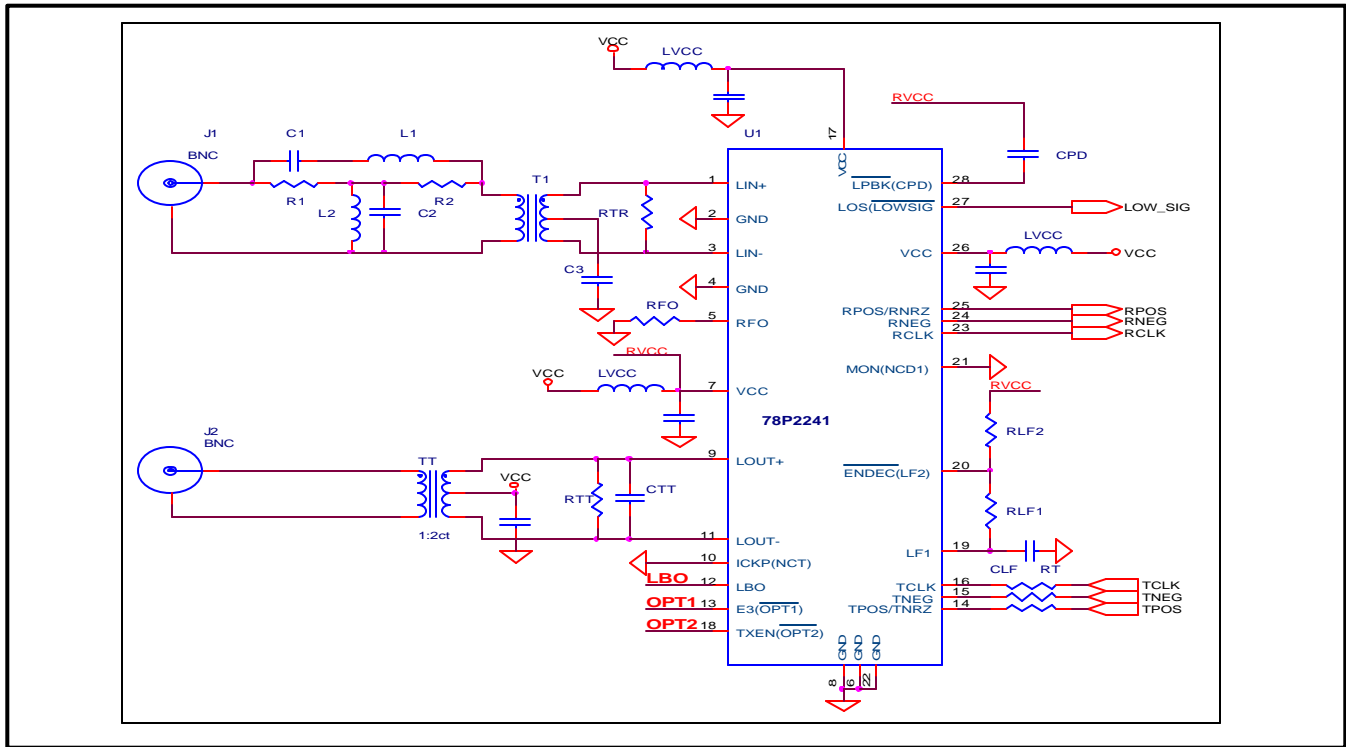 VCC
LVCC
RVCC
J1
BNC
C1
L1
U1
17
VCC
CPD
R1
L2
C2
R2
T1
RTR
1
LIN+
LPBK(CPD)
28
2
GND
LOS(LOWSIG
27
LOW_SIG
3
LIN-
VCC
26
LVCC
VCC
C3
4
GND
RFO
5
RFO
RPOS/RNRZ
25
RPOS
RNEG
24
RNEG
RCLK
23
RCLK
RVCC
MON(NCD1)
21
VCC
LVCC
7
VCC
RVCC
78P2241
RLF2
J2
BNC
TT
VCC
1:2ct
RTT
CTT
9
LOUT+
ENDEC(LF2)
20
RLF1
11
LOUT-
LF1
19
10
ICKP(NCT)
CLF
RT
LBO
12
LBO
TCLK
16
TCLK
OPT1
13
E3(OPT1)
TNEG
15
TNEG
TPOS/TNRZ
14
TPOS
OPT2
18
TXEN(OPT2)
GND
GND
GND
8
6
22